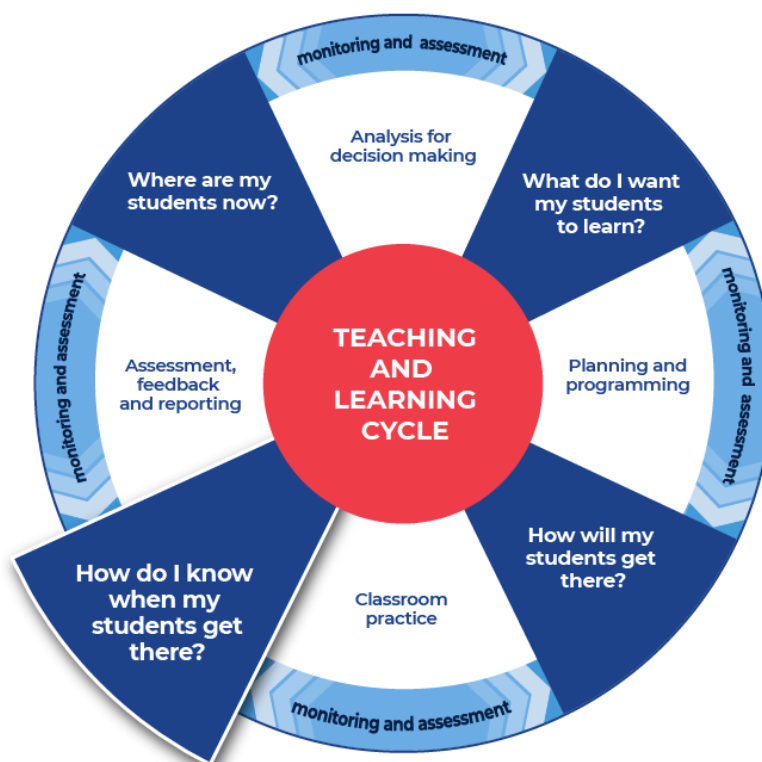 monitoring and assessment
Analysis for
decision making
Where are my
students now?
What do I want
my students
to learn?
monitoring and assessment
Assessment,
feedback
and reporting
TEACHING
AND
LEARNING
CYCLE
Planning and
programming
monitoring and assessment
How do I know
when my
students get
there?
Classroom
practice
How will my
students get
there?
monitoring and assessment